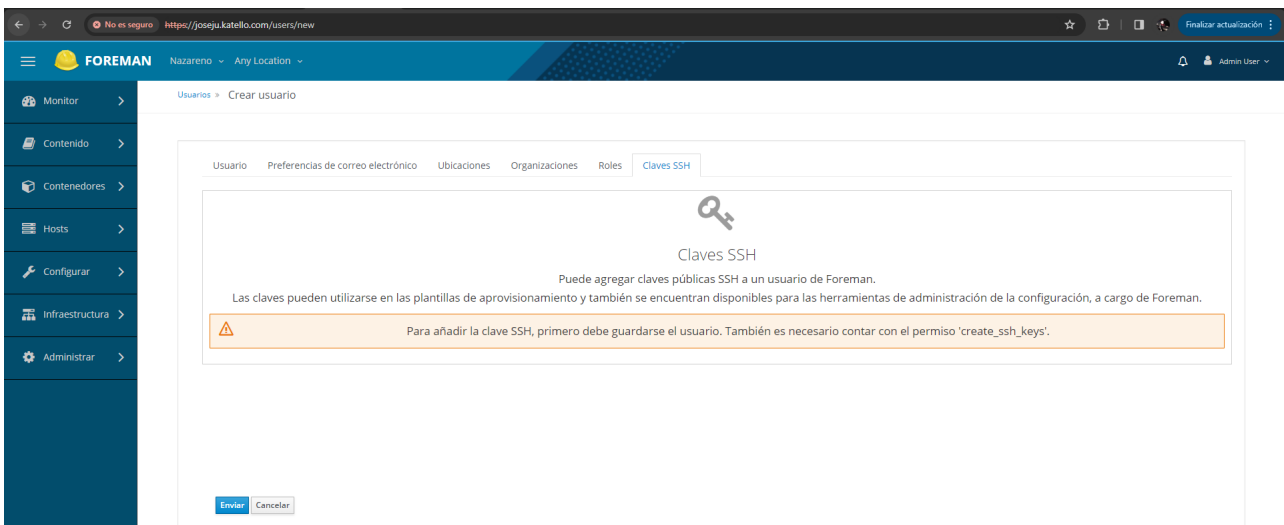 No es seguro https://joseju.katello.com/users/new Finalizar actualización
FOREMAN Nazareno Any Location Admin User
Monitor
Contenido
Contenedores
Hosts
Configurar
Infraestructura
Administrar
Usuarios » Crear usuario
Usuario Preferencias de correo electrónico Ubicaciones Organizaciones Roles Claves SSH
Claves SSH
Puede agregar claves públicas SSH a un usuario de Foreman.
Las claves pueden utilizarse en las plantillas de aprovisionamiento y también se encuentran disponibles para las herramientas de administración de la configuración, a cargo de Foreman.
Para añadir la clave SSH, primero debe guardarse el usuario. También es necesario contar con el permiso 'create_ssh_keys'.
Enviar Cancelar